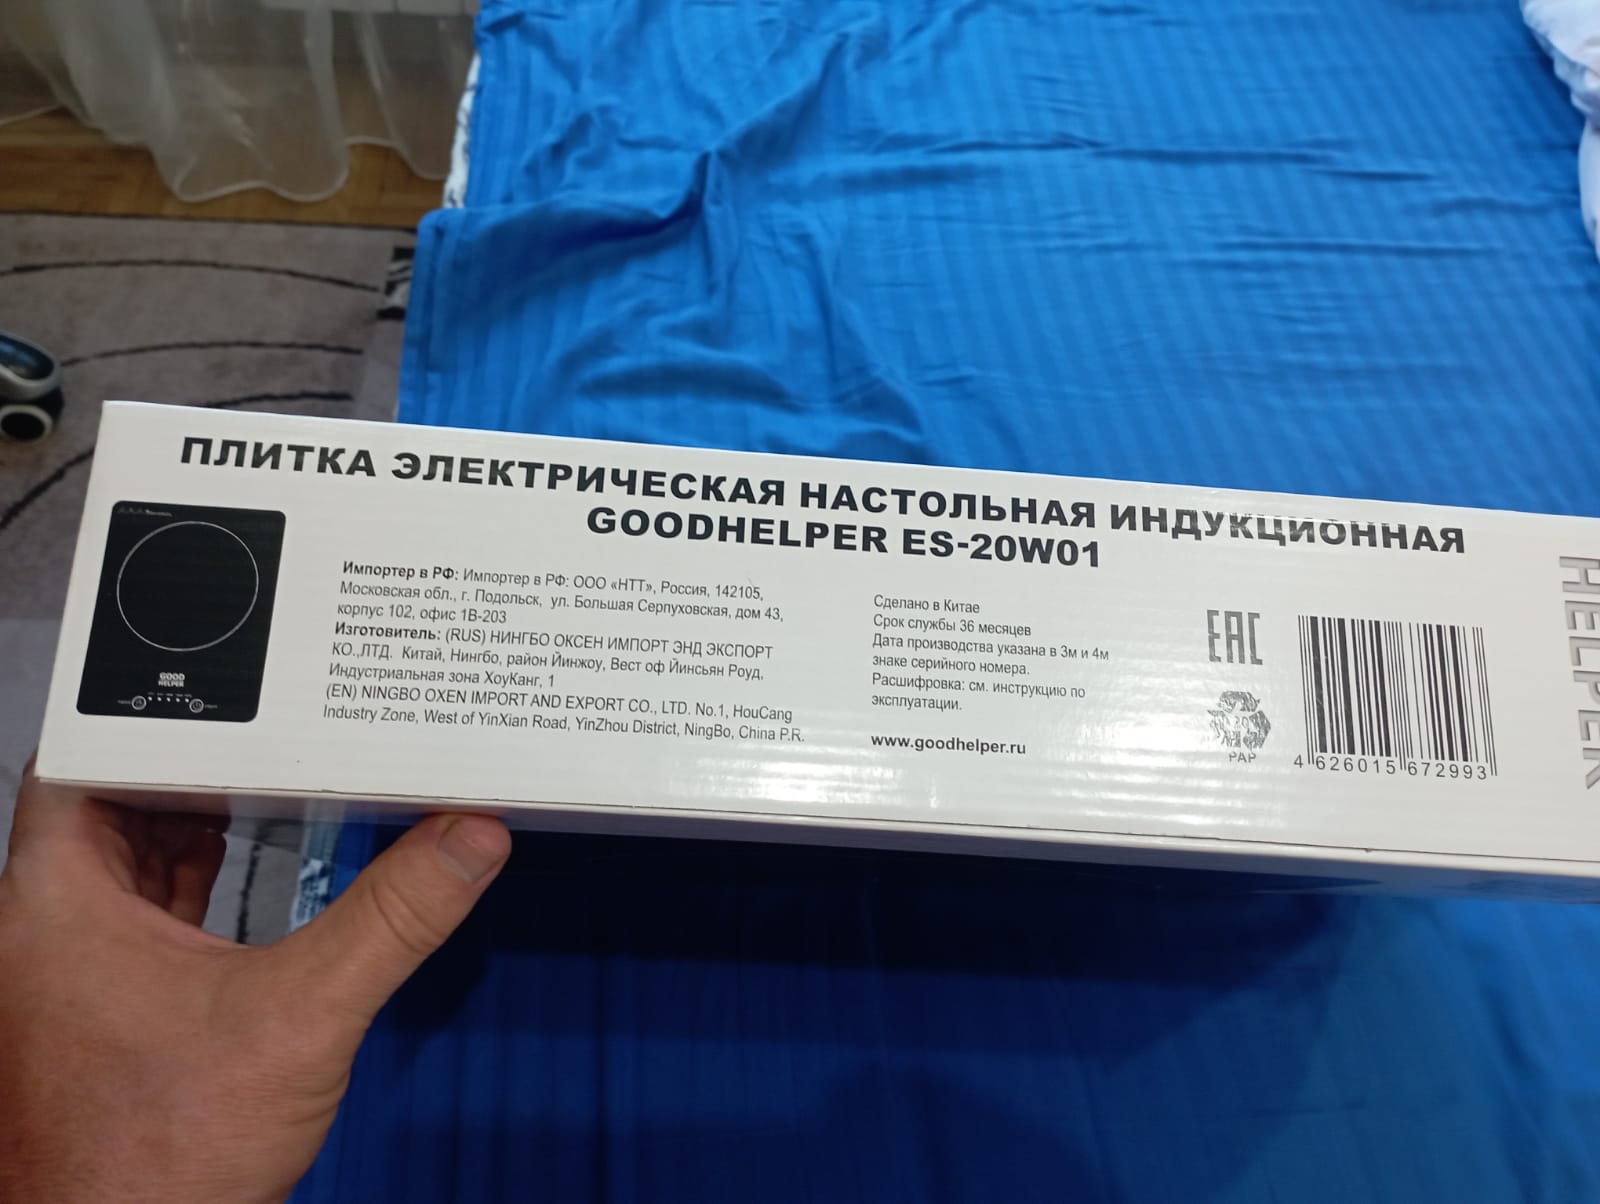 ПЛИТКА ЭЛЕКТРИЧЕСКАЯ НАСТОЛЬНАЯ ИНДУКЦИОННАЯ
GOODHELPER ES-20W01
Импортер в РФ: Импортер в РФ: ООО «НТТ», Россия, 142105,
Московская обл., г. Подольск, ул. Большая Серпуховская, дом 43,
корпус 102, офис 1В-203
Изготовитель: (RUS) НИНГБО ОКСЕН ИМПОРТ ЭНД ЭКСПОРТ
КО.,ЛТД. Китай, Нингбо, район Йинжоу, Вест оф Йинсьян Роуд,
Индустриальная зона ХоуКанг, 1
(EN) NINGBO OXEN IMPORT AND EXPORT CO., LTD. No.1, HouCang
Industry Zone, West of YinXian Road, YinZhou District, NingBo, China P.R.
Сделано в Китае
Срок службы 36 месяцев
Дата производства указана в 3м и 4м
знаке серийного номера.
Расшифровка: см. инструкцию по
эксплуатации.
www.goodhelper.ru
EAC
20
PAP
4 626015 672993
HELPER
GOOD
HELPER